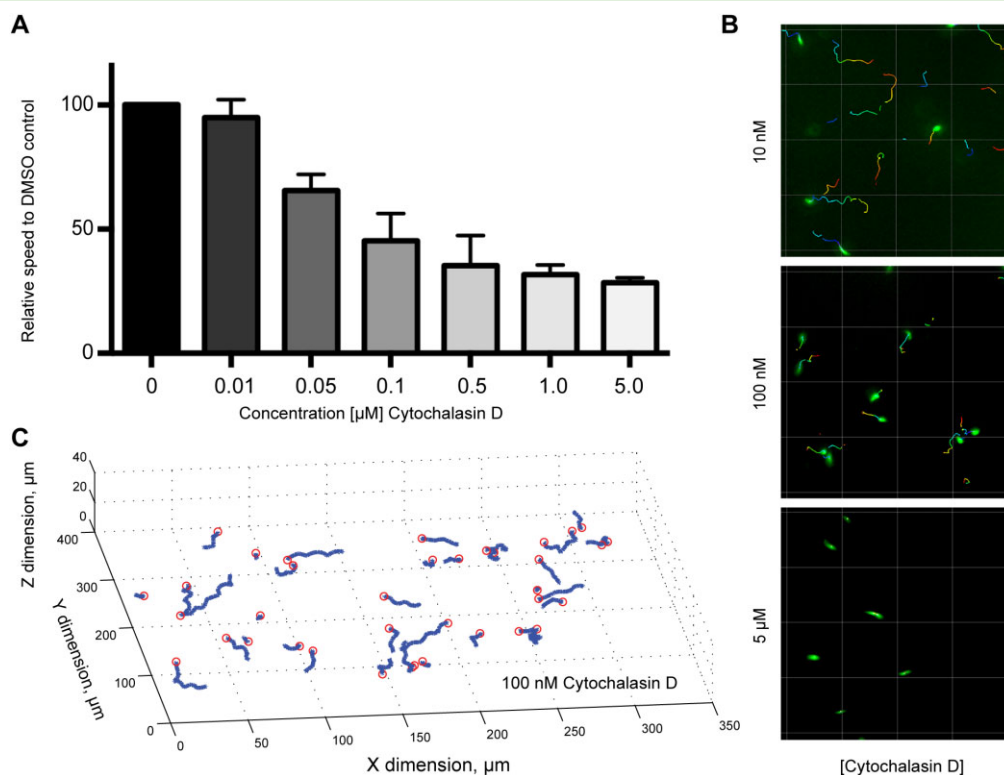 A
Relative speed to DMSO control
100
50
0
0 0.01 0.05 0.1 0.5 1.0 5.0
Concentration [µM] Cytochalasin D
B
10 nM
100 nM
5 µM
[Cytochalasin D]
C
Z dimension, µm
40
20
0
Y dimension, µm
400
300
200
100
0
100 nM Cytochalasin D
0 50 100 150 200 250 300 350
X dimension, µm